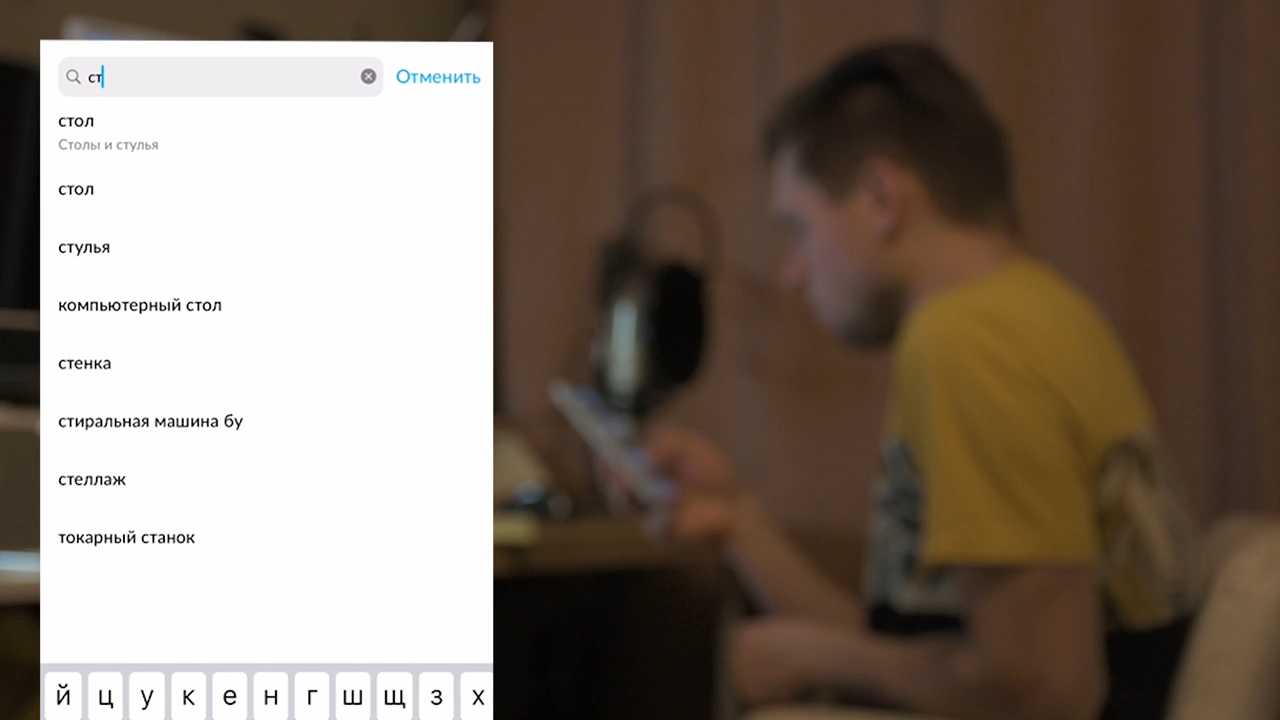 ст
Отменить
стол
Столы и стулья
стол
стулья
компьютерный стол
стенка
стиральная машина бу
стеллаж
токарный станок
й ц у к е н г ш щ з х